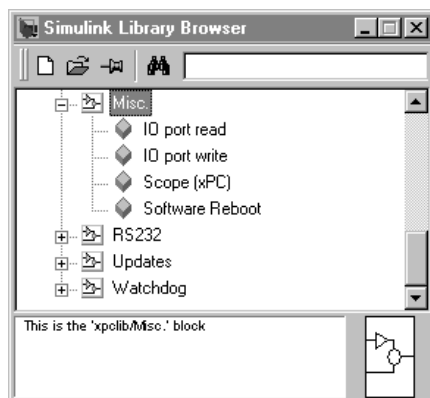 Simulink Library Browser
Misc.
IO port read
IO port write
Scope (xPC)
Software Reboot
RS232
Updates
Watchdog
This is the 'xpclib/Misc.' block